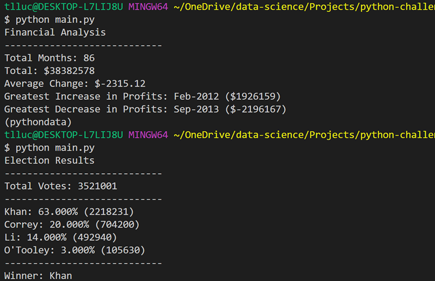 tlluc@DESKTOP-L7LIJ8U MINGW64 ~/OneDrive/data-science/Projects/python-challen
$ python main.py
Financial Analysis
----------------------------
Total Months: 86
Total: $38382578
Average Change: $-2315.12
Greatest Increase in Profits: Feb-2012 ($1926159)
Greatest Decrease in Profits: Sep-2013 ($-2196167)
(pythondata)
tlluc@DESKTOP-L7LIJ8U MINGW64 ~/OneDrive/data-science/Projects/python-challen
$ python main.py
Election Results
----------------------------
Total Votes: 3521001
----------------------------
Khan: 63.000% (2218231)
Correy: 20.000% (704200)
Li: 14.000% (492940)
O'Tooley: 3.000% (105630)
----------------------------
Winner: Khan